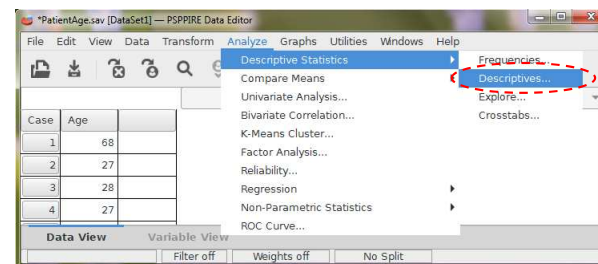 *PatientAge.sav [DataSet1] — PSPPIRE Data Editor
File Edit View Data Transform Analyze Graphs Utilities Windows Help
Descriptive Statistics
Compare Means
Univariate Analysis...
Bivariate Correlation...
K-Means Cluster...
Factor Analysis...
Reliability...
Regression
Non-Parametric Statistics
ROC Curve...
Frequencies...
Descriptives...
Explore...
Crosstabs...
Case Age
1 68
2 27
3 28
4 27
Data View Variable View
Filter off Weights off No Split